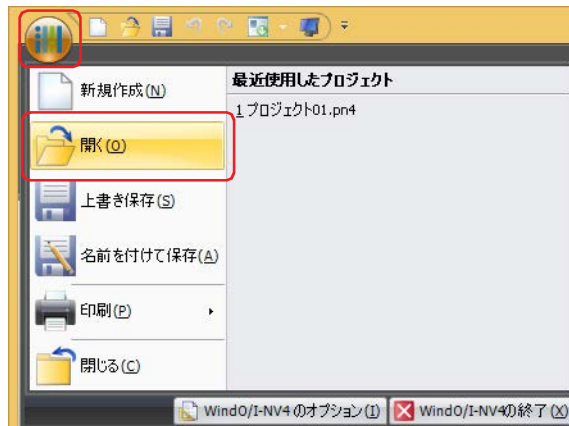 新規作成(N)
最近使用したプロジェクト
1 プロジェクト01.pn4
開く(O)
上書き保存(S)
名前を付けて保存(A)
印刷(P)
閉じる(C)
WindO/I-NV4 のオプション(I)
WindO/I-NV4の終了(X)